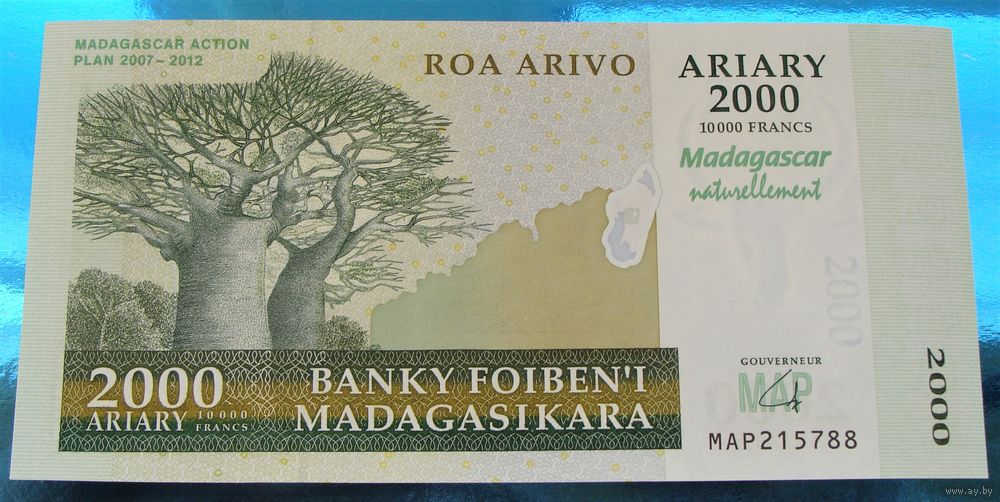 MADAGASCAR ACTION
PLAN 2007 – 2012
ROA ARIVO
ARIARY
2000
10000 FRANCS
Madagascar
naturellement
2000
GOUVERNEUR
MAP
MAP215788
2000
2000
ARIARY 10000 FRANCS
BANKY FOIBEN'I
MADAGASIKARA
www.ay.by